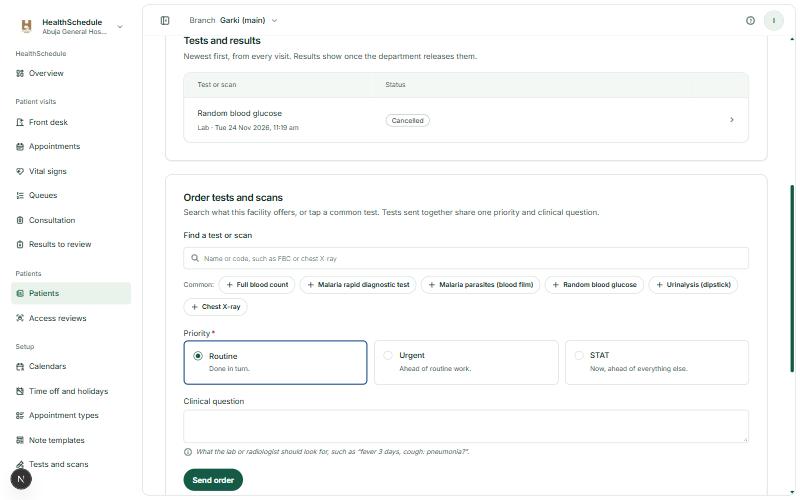 HealthSchedule
Abuja General Hos...
HealthSchedule
Overview
Patient visits
Front desk
Appointments
Vital signs
Queues
Consultation
Results to review
Patients
Patients
Access reviews
Setup
Calendars
Time off and holidays
Appointment types
Note templates
Tests and scans
N
Branch Garki (main)
I
Tests and results
Newest first, from every visit. Results show once the department releases them.
Test or scan Status
Random blood glucose
Lab · Tue 24 Nov 2026, 11:19 am
Cancelled
Order tests and scans
Search what this facility offers, or tap a common test. Tests sent together share one priority and clinical question.
Find a test or scan
Name or code, such as FBC or chest X-ray
Common: + Full blood count + Malaria rapid diagnostic test + Malaria parasites (blood film) + Random blood glucose + Urinalysis (dipstick)
+ Chest X-ray
Priority *
Routine
Done in turn.
Urgent
Ahead of routine work.
STAT
Now, ahead of everything else.
Clinical question
What the lab or radiologist should look for, such as "fever 3 days, cough: pneumonia?".
Send order